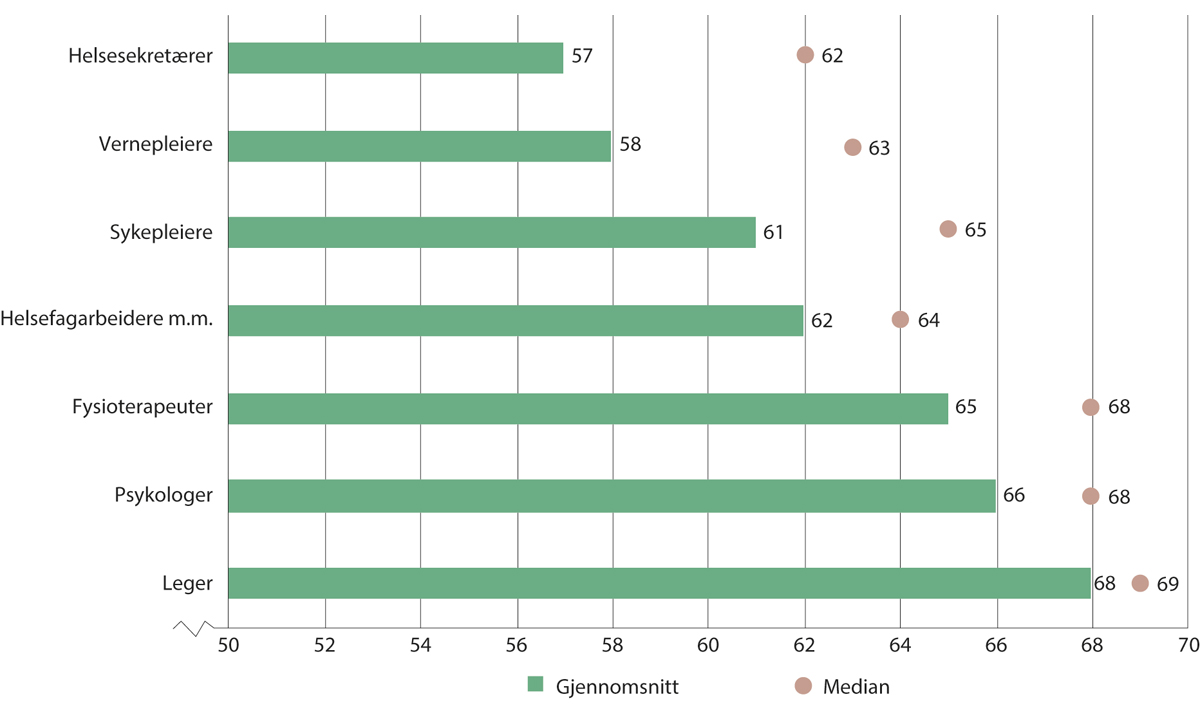 Helsesekretærer 57 62
Vernepleiere 58 63
Sykepleiere 61 65
Helsefagarbeidere m.m. 62 64
Fysioterapeuter 65 68
Psykologer 66 68
Leger 68 69
50 52 54 56 58 60 62 64 66 68 70
Gjennomsnitt Median